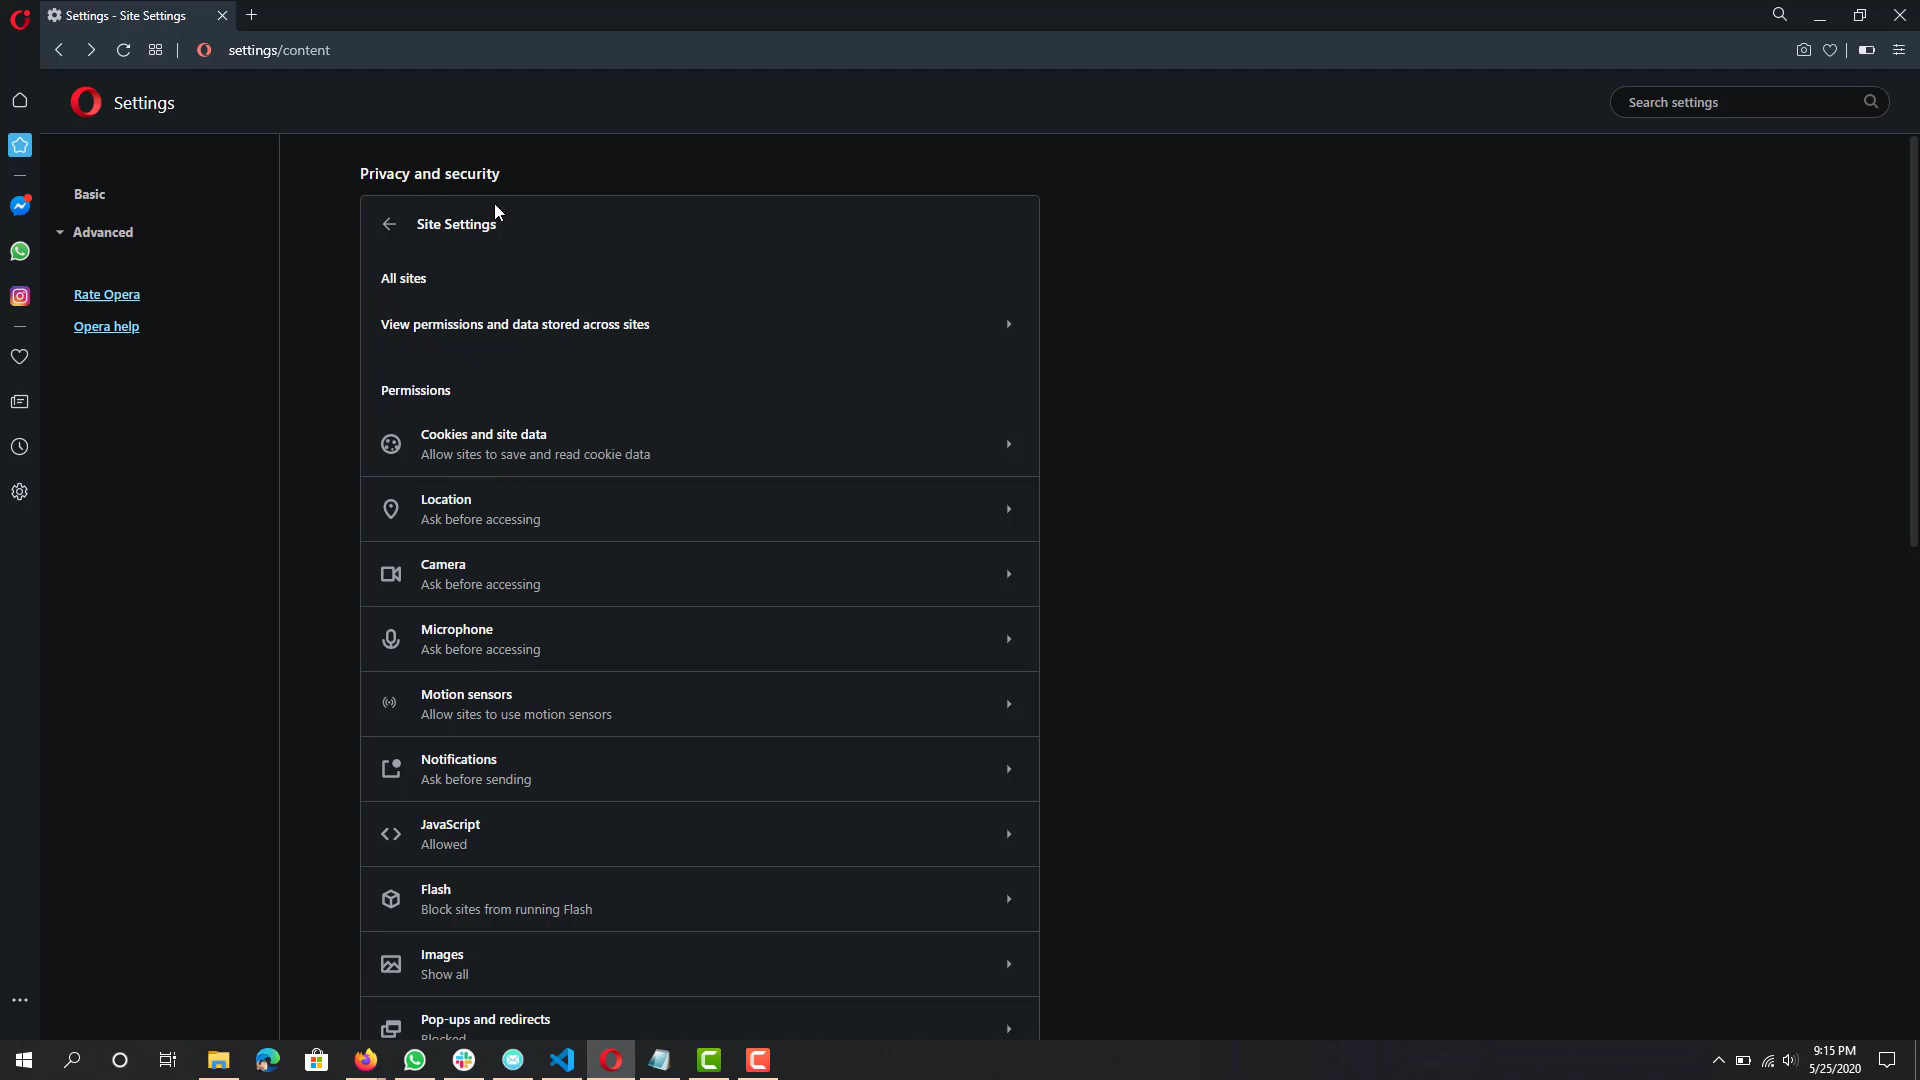 Settings - Site Settings
settings/content
Settings
Search settings
Basic
Advanced
Rate Opera
Opera help
Privacy and security
Site Settings
All sites
View permissions and data stored across sites
Permissions
Cookies and site data
Allow sites to save and read cookie data
Location
Ask before accessing
Camera
Ask before accessing
Microphone
Ask before accessing
Motion sensors
Allow sites to use motion sensors
Notifications
Ask before sending
JavaScript
Allowed
Flash
Block sites from running Flash
Images
Show all
Pop-ups and redirects
Blocked
9:15 PM
5/25/2020